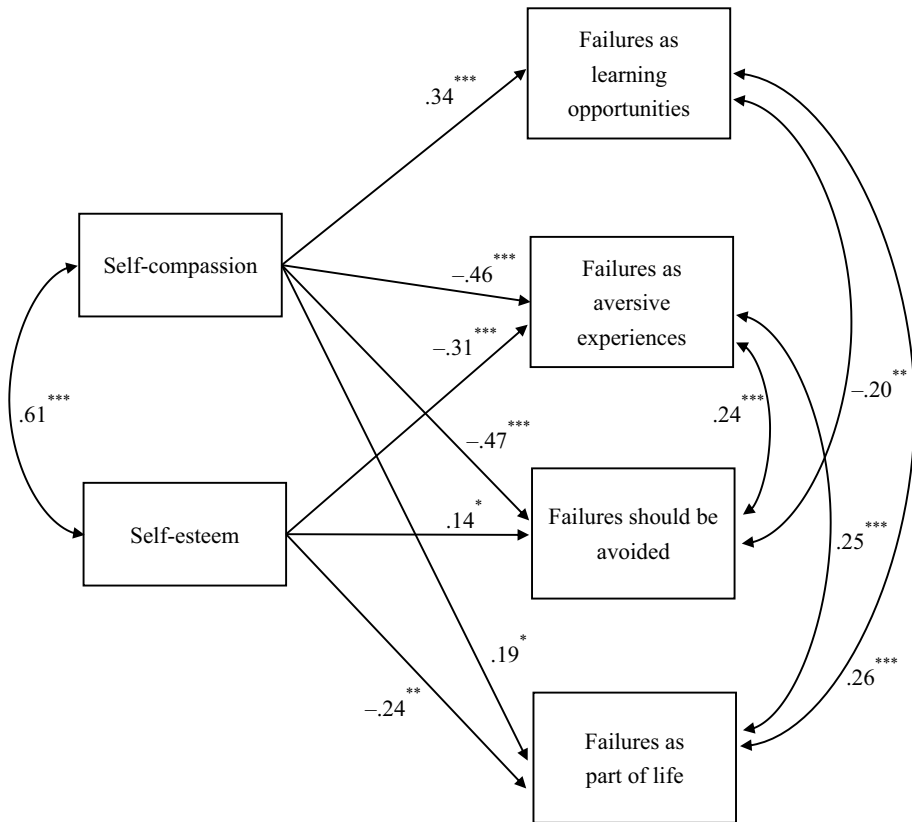 Failures as
learning
opportunities
.34***
Self-compassion
–.46***
Failures as
aversive
experiences
–.31***
–.20**
.24***
.61***
–.47***
Self-esteem
.14*
Failures should be
avoided
.25***
.19*
.26***
–.24**
Failures as
part of life